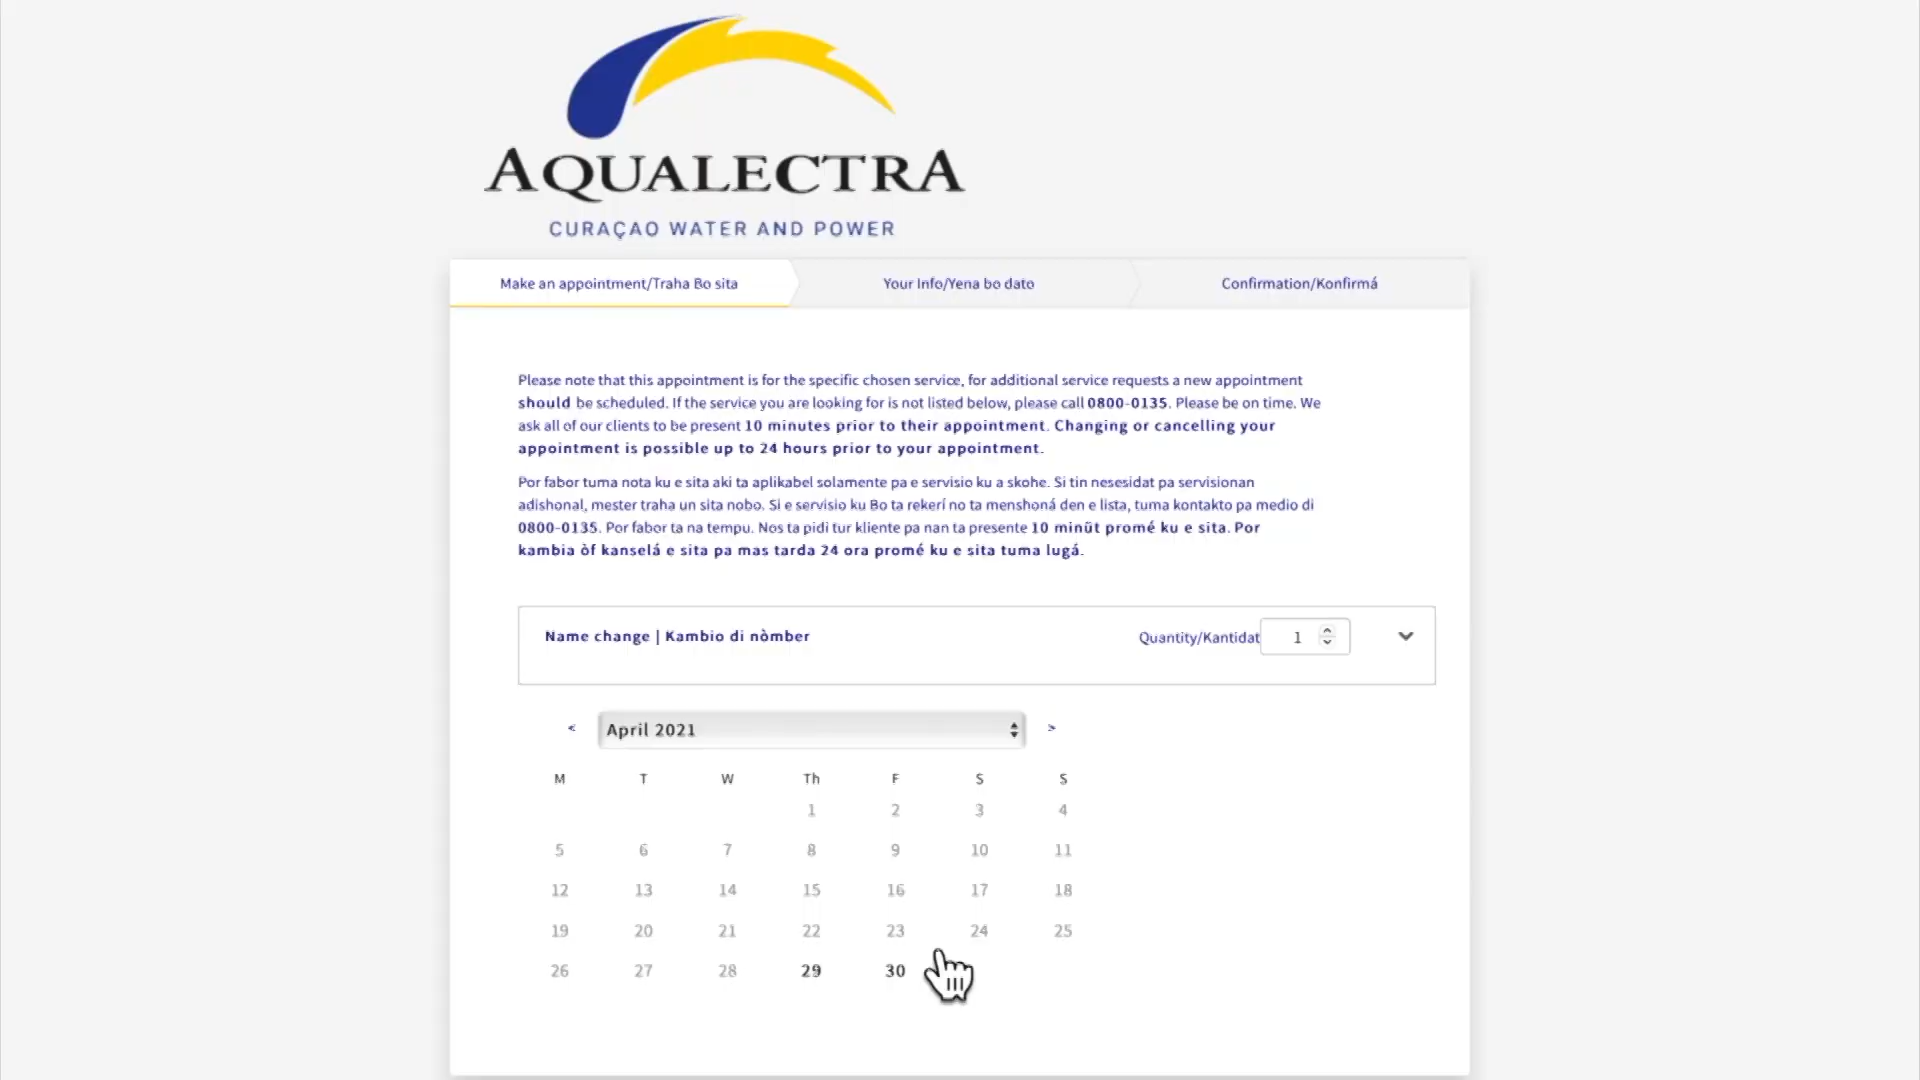 AQUALECTRA
CURAÇAO WATER AND POWER
Make an appointment/Traha Bo sita
Your Info/Yena bo dato
Confirmation/Konfirmá
Please note that this appointment is for the specific chosen service, for additional service requests a new appointment
should be scheduled. If the service you are looking for is not listed below, please call 0800-0135. Please be on time. We
ask all of our clients to be present 10 minutes prior to their appointment. Changing or cancelling your
appointment is possible up to 24 hours prior to your appointment.
Por fabor tuma nota ku e sita aki ta aplikabel solamente pa e servisio ku a skohe. Si tin nesesidat pa servisionan
adishonal, mester traha un sita nobo. Si e servisio ku Bo ta rekerí no ta menshoná den e lista, tuma kontakto pa medio di
0800-0135. Por fabor ta na tempu. Nos ta pidi tur kliente pa nan ta presente 10 minüt promé ku e sita. Por
kambia òf kanselá e sita pa mas tarda 24 ora promé ku e sita tuma lugá.
Name change | Kambio di nòmber
Quantity/Kantidat 1
< April 2021 >
M T W Th F S S
1 2 3 4
5 6 7 8 9 10 11
12 13 14 15 16 17 18
19 20 21 22 23 24 25
26 27 28 29 30